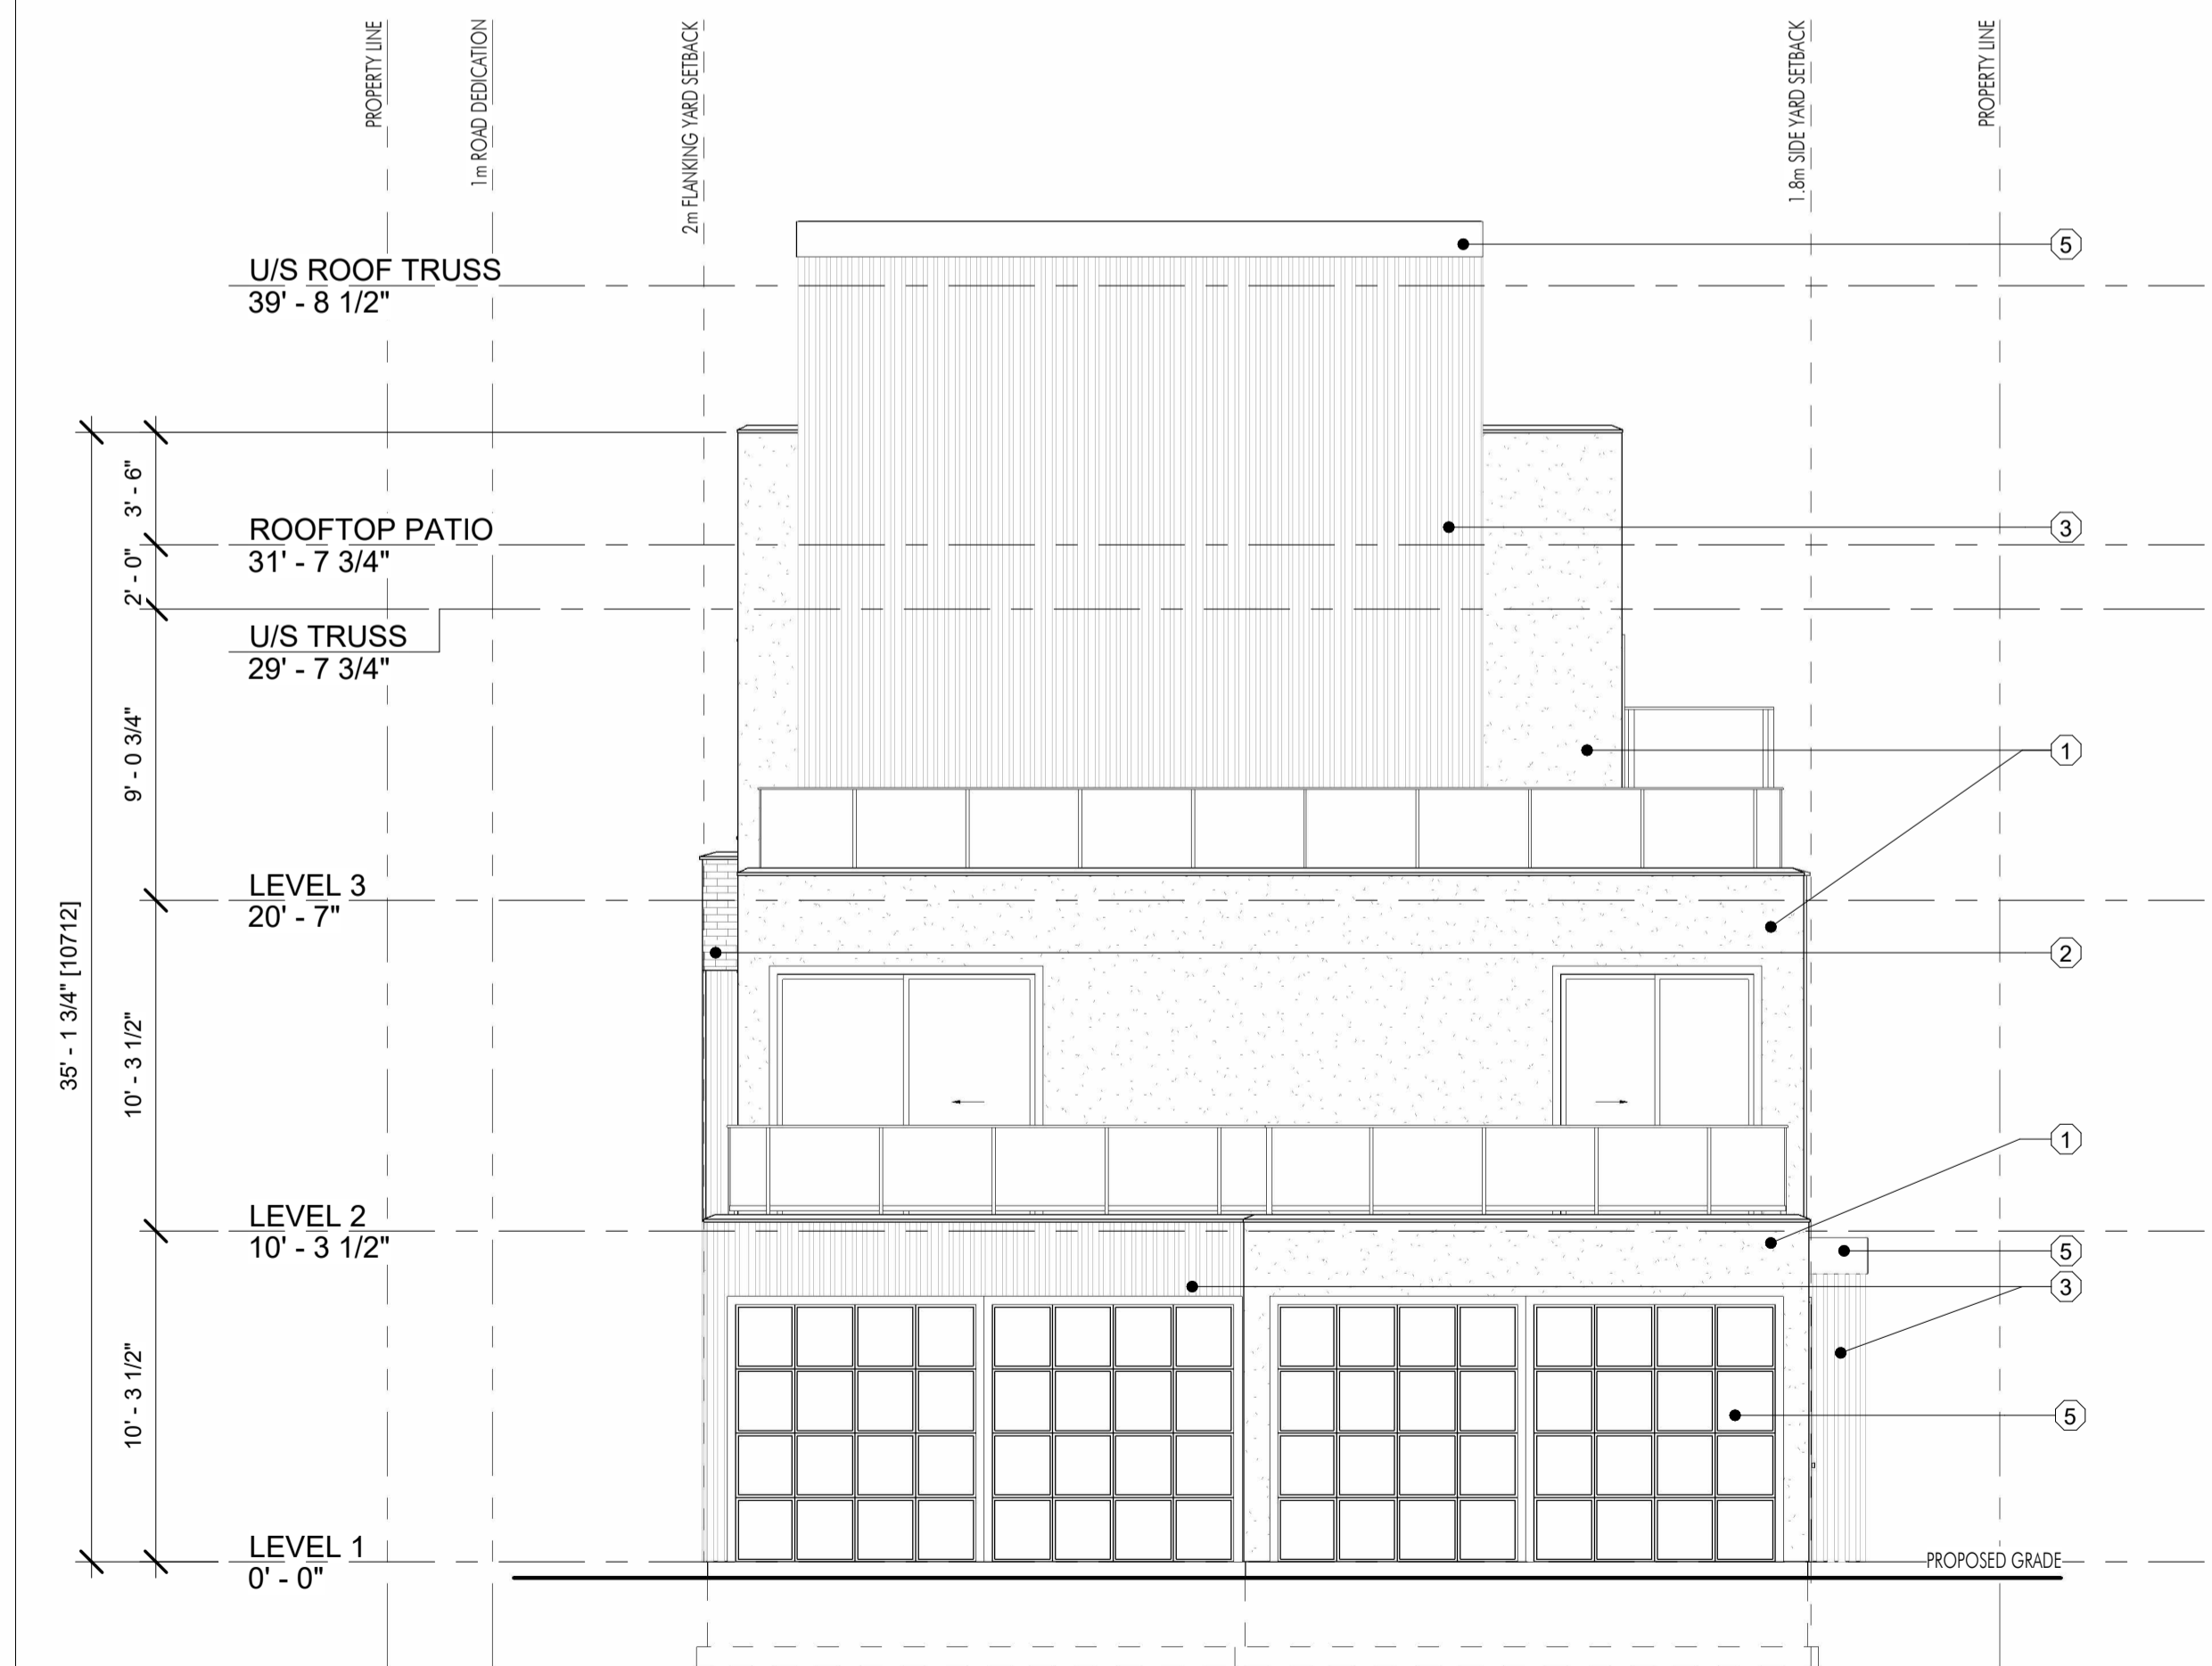 PROPERTY LINE
1m ROAD DEDICATION
2m FLANKING YARD SETBACK
1.8m SIDE YARD SETBACK
PROPERTY LINE
5
U/S ROOF TRUSS
39' - 8 1/2"
3' - 6"
ROOFTOP PATIO
31' - 7 3/4"
3
2' - 0"
U/S TRUSS
29' - 7 3/4"
9' - 0 3/4"
1
LEVEL 3
20' - 7"
2
35' - 1 3/4" [10712]
10' - 3 1/2"
1
LEVEL 2
10' - 3 1/2"
5
3
10' - 3 1/2"
5
LEVEL 1
0' - 0"
PROPOSED GRADE